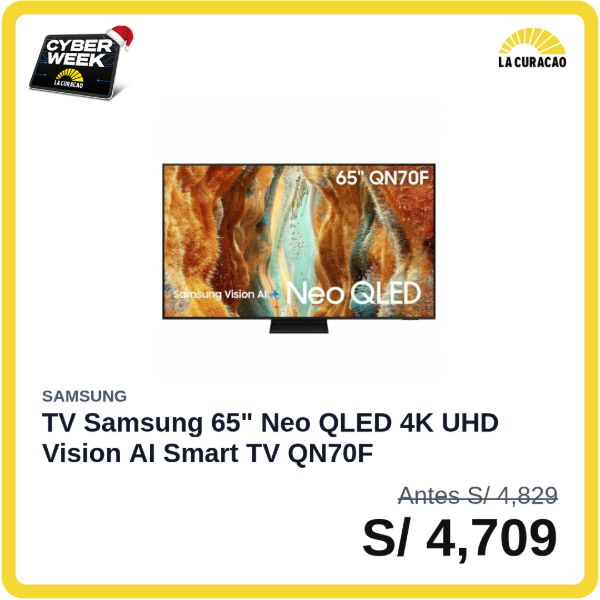 CYBER
WEEK
LA CURACAO
LA CURACAO
65" QN70F
Samsung Vision AI
Neo QLED
SAMSUNG
TV Samsung 65" Neo QLED 4K UHD
Vision AI Smart TV QN70F
Antes S/ 4,829
S/ 4,709